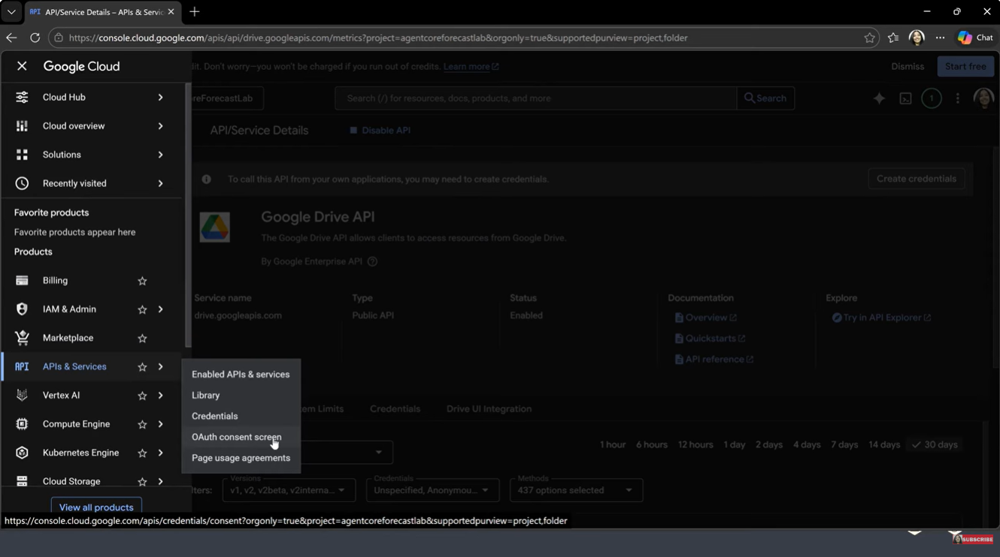 API API/Service Details – APIs & Servic
https://console.cloud.google.com/apis/api/drive.googleapis.com/metrics?project=agentcoreforecastlab&orgonly=true&supportedpurview=project,folder
Chat
Google Cloud
dit. Don't worry—you won't be charged if you run out of credits. Learn more
Dismiss
Start free
Cloud Hub
oreForecastLab
Search (/) for resources, docs, products, and more
Search
1
Cloud overview
API/Service Details
Disable API
Solutions
Recently visited
To call this API from your own applications, you may need to create credentials.
Create credentials
Favorite products
Favorite products appear here
Products
Google Drive API
The Google Drive API allows clients to access resources from Google Drive.
By Google Enterprise API
Billing
IAM & Admin
Marketplace
API APIs & Services
Vertex AI
Compute Engine
Kubernetes Engine
Cloud Storage
View all products
Service name
drive.googleapis.com
Type
Public API
Status
Enabled
Documentation
Overview
Quickstarts
API reference
Explore
Try in API Explorer
Enabled APIs & services
Library
Credentials
OAuth consent screen
Page usage agreements
tem Limits
Credentials
Drive UI Integration
1 hour 6 hours 12 hours 1 day 2 days 4 days 7 days 14 days 30 days
lters:
Versions
v1, v2, v2beta, v2interna...
Credentials
Unspecified, Anonymou...
Methods
437 options selected
https://console.cloud.google.com/apis/credentials/consent?orgonly=true&project=agentcoreforecastlab&supportedpurview=project,folder
SUBSCRIBE